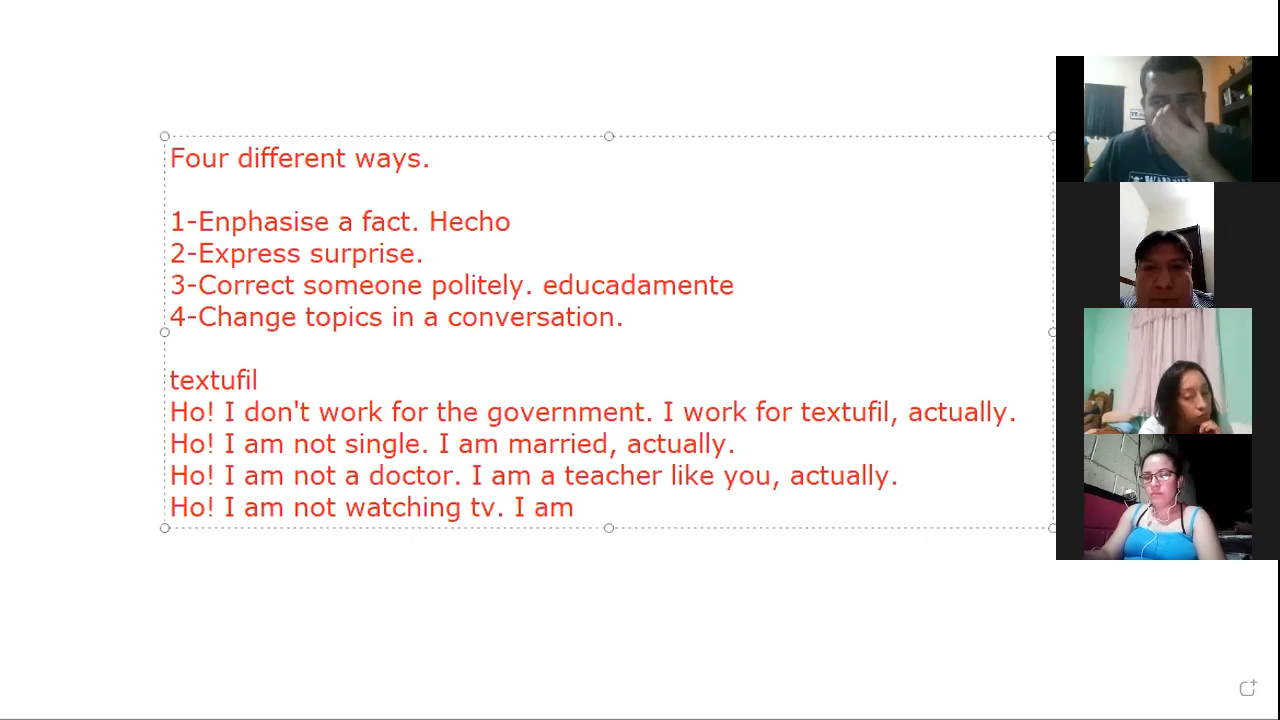 Four different ways.
1-Enphasise a fact. Hecho
2-Express surprise.
3-Correct someone politely. educadamente
4-Change topics in a conversation.
textufil
Ho! I don't work for the government. I work for textufil, actually.
Ho! I am not single. I am married, actually.
Ho! I am not a doctor. I am a teacher like you, actually.
Ho! I am not watching tv. I am